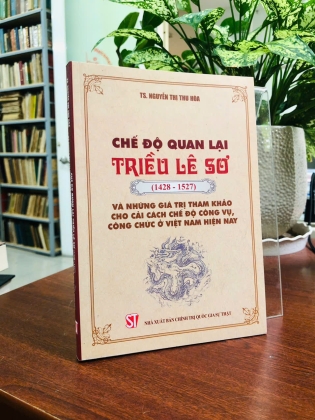 TS. NGUYỄN THỊ THU HÒA
CHẾ ĐỘ QUAN LẠI
TRIỀU LÊ SƠ
(1428 - 1527)
VÀ NHỮNG GIÁ TRỊ THAM KHẢO
CHO CẢI CÁCH CHẾ ĐỘ CÔNG VỤ,
CÔNG CHỨC Ở VIỆT NAM HIỆN NAY
ST
NHÀ XUẤT BẢN CHÍNH TRỊ QUỐC GIA SỰ THẬT